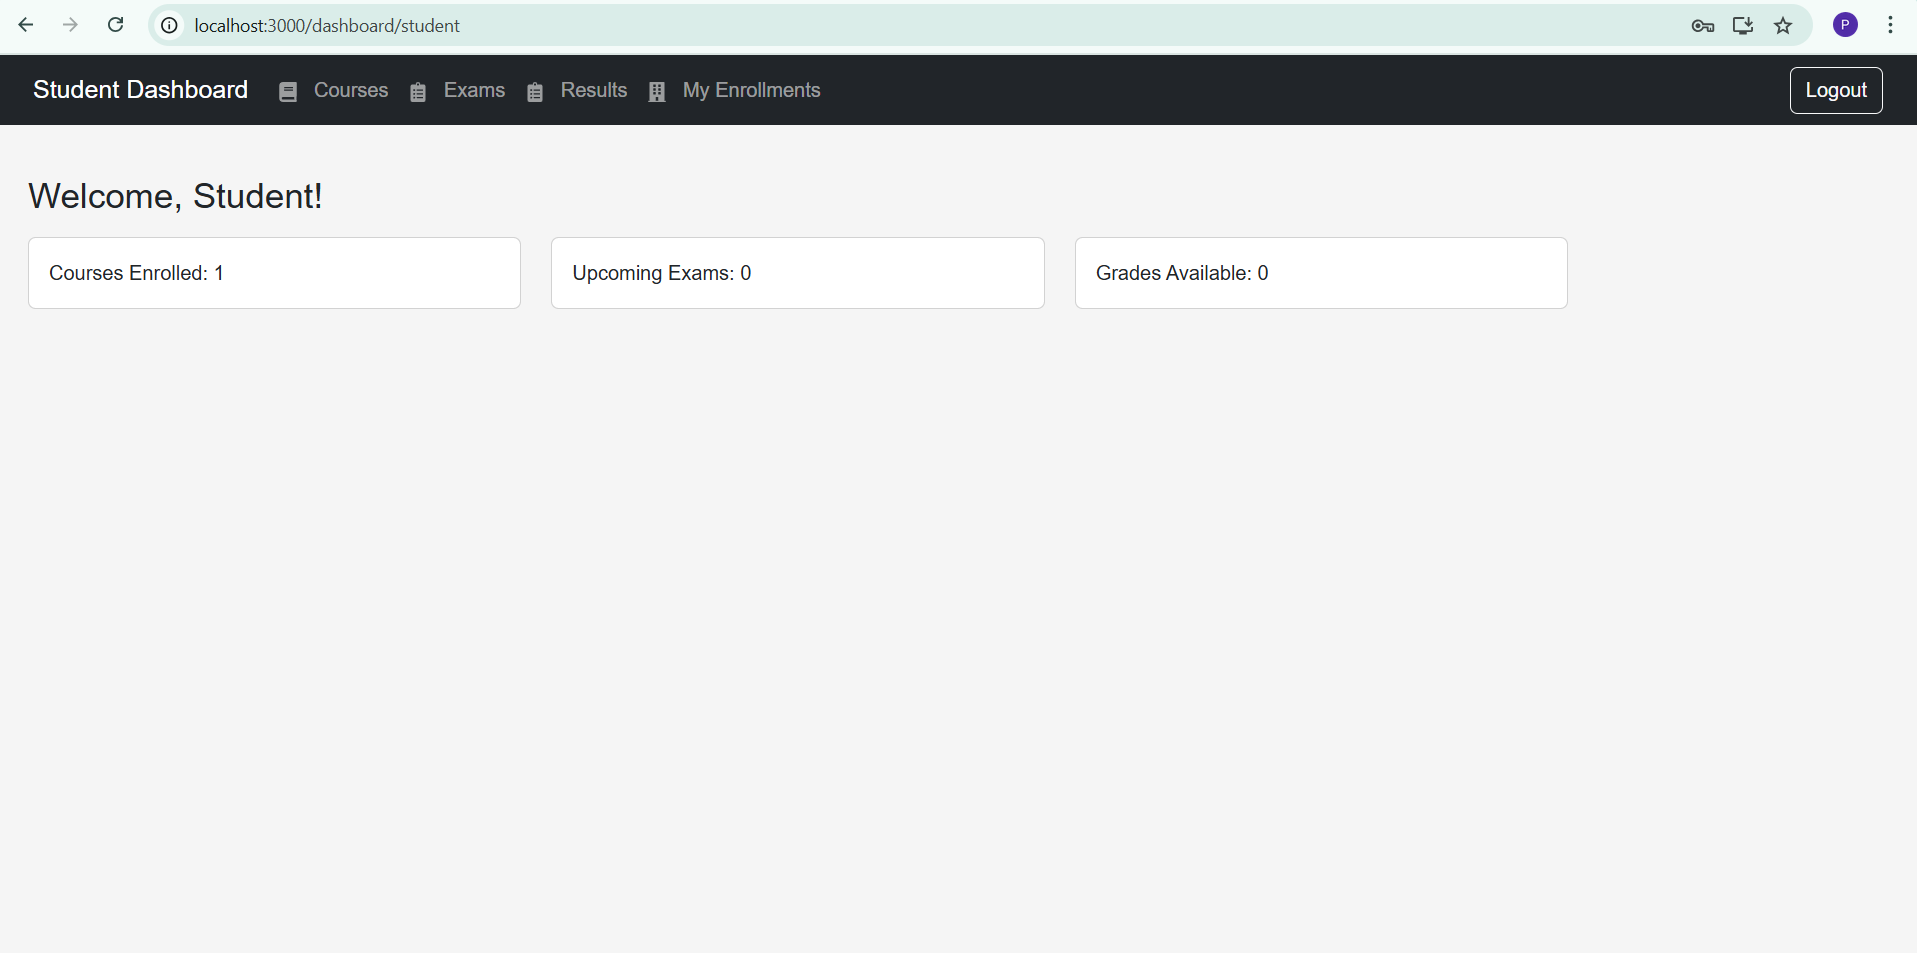 localhost:3000/dashboard/student
P
Student Dashboard Courses Exams Results My Enrollments Logout
Welcome, Student!
Courses Enrolled: 1
Upcoming Exams: 0
Grades Available: 0